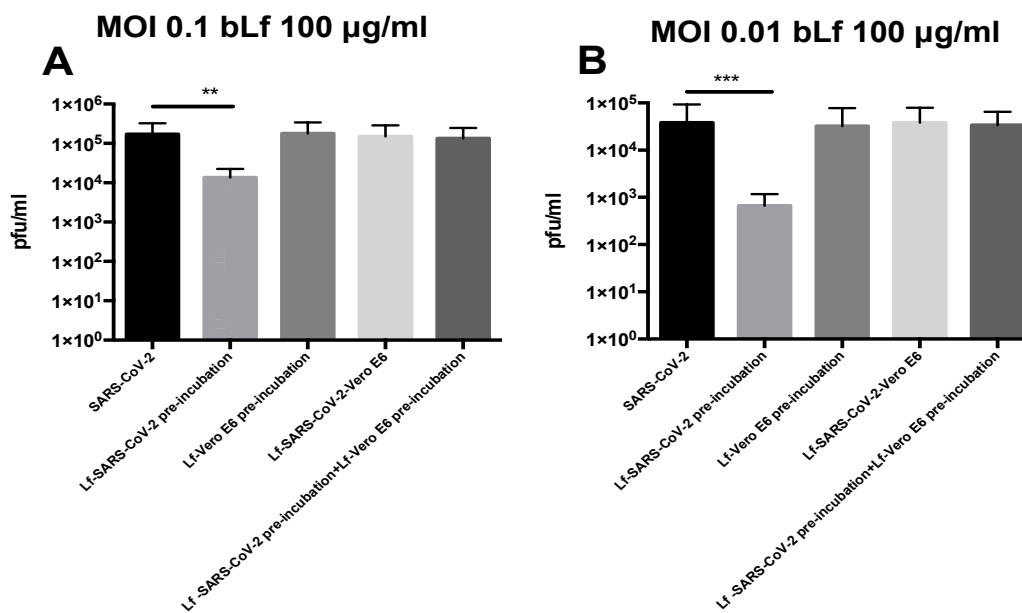 MOI 0.1 bLf 100 µg/ml
A
**
1×10⁶
1×10⁵
1×10⁴
1×10³
1×10²
1×10¹
1×10⁰
pfu/ml
SARS-CoV-2
Lf-SARS-CoV-2 pre-incubation
Lf-Vero E6 pre-incubation
Lf-SARS-CoV-2-Vero E6
Lf -SARS-CoV-2 pre-incubation+Lf-Vero E6 pre-incubation
MOI 0.01 bLf 100 µg/ml
B
***
1×10⁵
1×10⁴
1×10³
1×10²
1×10¹
1×10⁰
pfu/ml
SARS-CoV-2
Lf-SARS-CoV-2 pre-incubation
Lf-Vero E6 pre-incubation
Lf-SARS-CoV-2-Vero E6
Lf -SARS-CoV-2 pre-incubation+Lf-Vero E6 pre-incubation